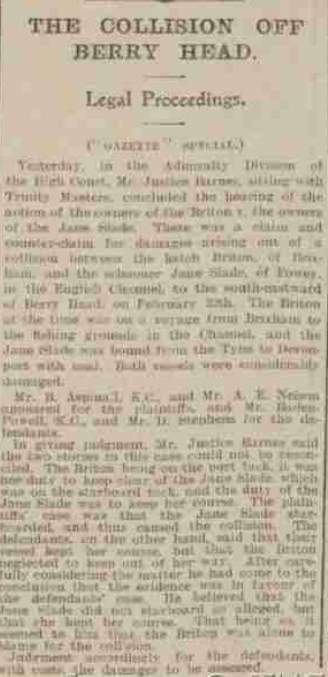 THE COLLISION OFF
BERRY HEAD.
Legal Proceedings.
("GAZETTE" SPECIAL.)
Yesterday, in the Admiralty Division of
the High Court, Mr. Justice Barnes, sitting with
Trinity Masters, concluded the hearing of the
action of the owners of the Briton v. the owners
of the Jane Slade. There was a claim and
counter-claim for damages arising out of a
collision between the ketch Briton, of Brix-
ham, and the schooner Jane Slade, of Fowey,
in the English Channel, to the south-eastward
of Berry Head, on February. The Briton
at the time was on a voyage from Brixham to
the fishing grounds in the Channel, and the
Jane Slade was bound from the Tyne to Devon-
port with coal. Both vessels were considerably
damaged.
Mr. B. Aspinall, K.C., and Mr. A. E. Nelson
appeared for the plaintiffs, and Mr. Baden-
Powell, K.C., and Mr. D. Stephens for the de-
fendants.
In giving judgment, Mr. Justice Barnes said
the two stories in this case could not be recon-
ciled. The Briton being on the port tack, it was
her duty to keep clear of the Jane Slade, which
was on the starboard tack, and the duty of the
Jane Slade was to keep her course. The plain-
tiffs' case was that the Jane Slade star-
boarded, and thus caused the collision. The
defendants, on the other hand, said that their
vessel kept her course, but that the Briton
neglected to keep out of her way. After care-
fully considering the matter he had come to the
conclusion that the evidence was in favour of
the defendants' case. He believed that the
Jane Slade did not starboard as alleged, but
that she kept her course. That being so, it
seemed to him that the Briton was alone to
blame for the collision.
Judgment accordingly for the defendants,
with costs, the damages to be assessed.